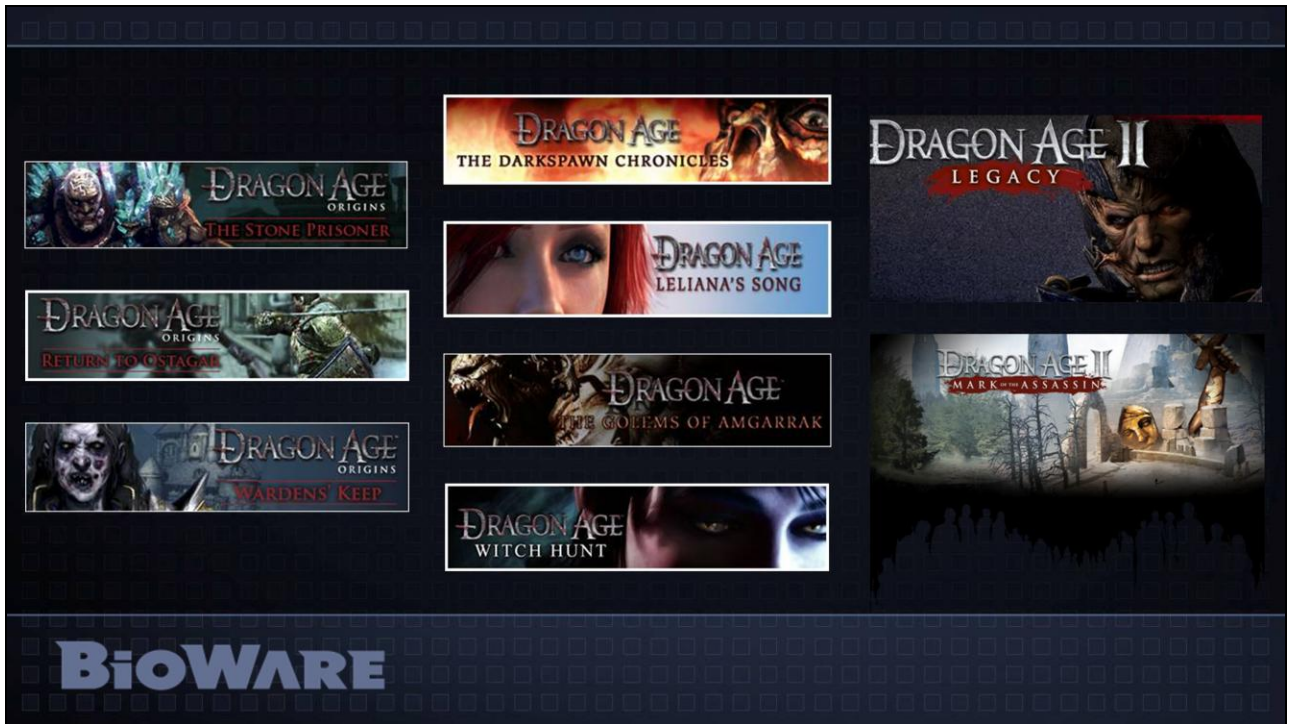 DRAGON AGE
ORIGINS
THE STONE PRISONER
DRAGON AGE
ORIGINS
RETURN TO OSTAGAR
DRAGON AGE
ORIGINS
WARDENS' KEEP
DRAGON AGE
THE DARKSPAWN CHRONICLES
DRAGON AGE
LELIANA'S SONG
DRAGON AGE
THE GOLEMS OF AMGARRAK
DRAGON AGE
WITCH HUNT
DRAGON AGE II
LEGACY
DRAGON AGE II
MARK OF THE ASSASSIN
BIOWARE